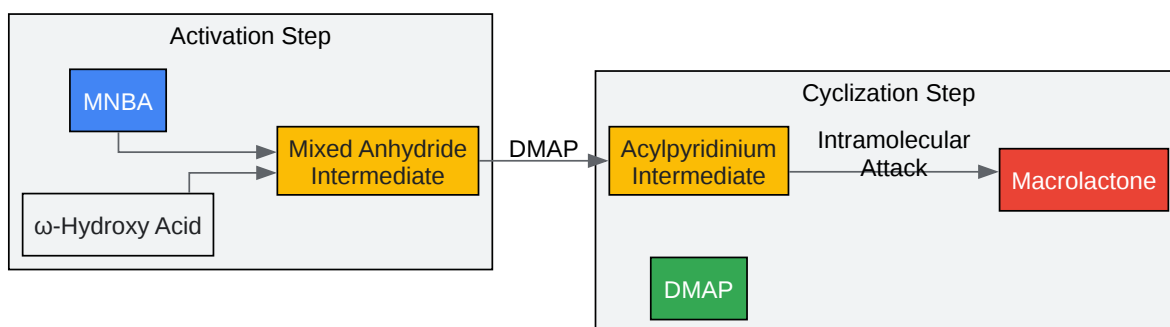 Activation Step
MNBA
ω-Hydroxy Acid
Mixed Anhydride
Intermediate
DMAP
Cyclization Step
Acylpyridinium
Intermediate
Intramolecular
Attack
Macrolactone
DMAP